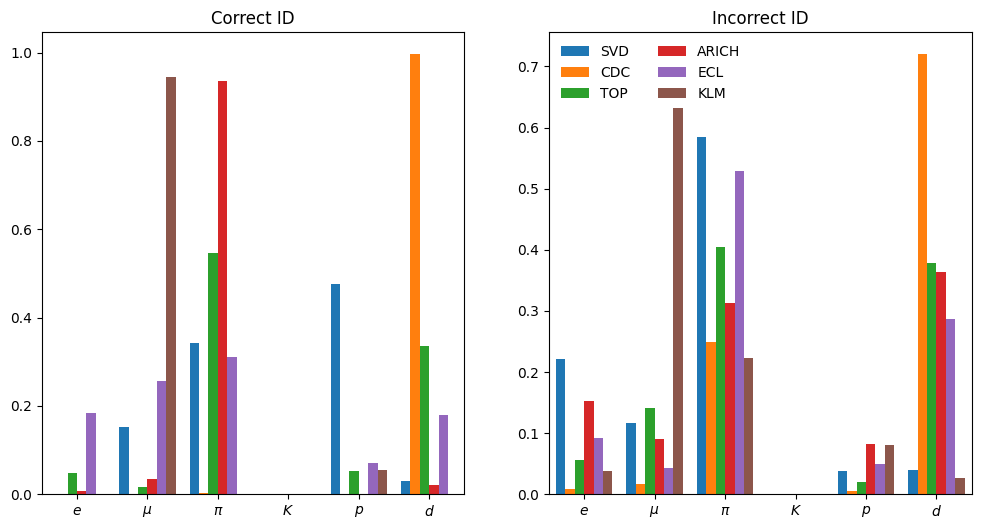 Correct ID
1.0
0.8
0.6
0.4
0.2
0.0
e μ π K p d
Incorrect ID
SVD ARICH
CDC ECL
TOP KLM
0.7
0.6
0.5
0.4
0.3
0.2
0.1
0.0
e μ π K p d